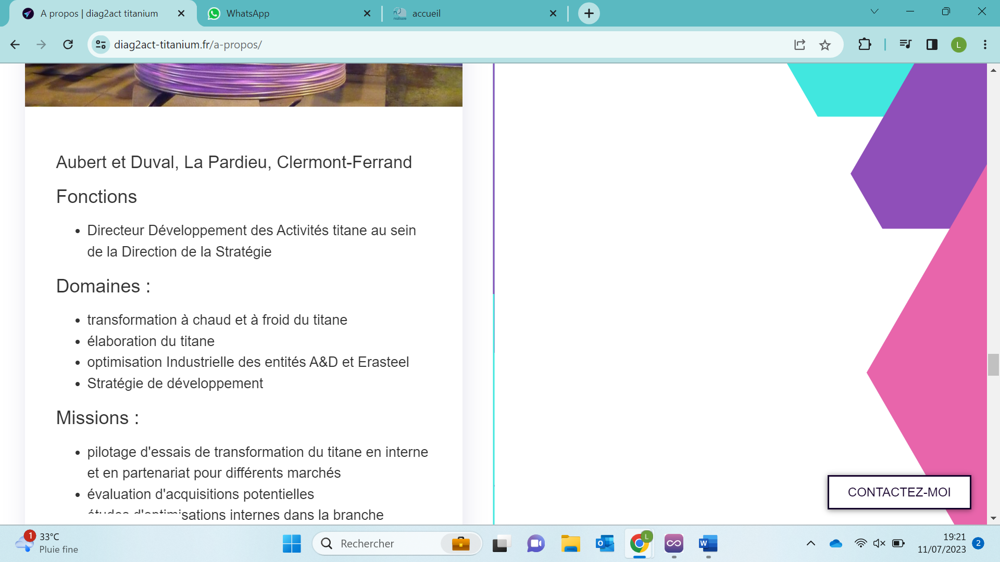 A propos | diag2act titanium
WhatsApp
accueil
diag2act-titanium.fr/a-propos/
L
Aubert et Duval, La Pardieu, Clermont-Ferrand
Fonctions
Directeur Développement des Activités titane au sein
de la Direction de la Stratégie
Domaines :
transformation à chaud et à froid du titane
élaboration du titane
optimisation Industrielle des entités A&D et Erasteel
Stratégie de développement
Missions :
pilotage d'essais de transformation du titane en interne
et en partenariat pour différents marchés
évaluation d'acquisitions potentielles
études d'optimisations internes dans la branche
CONTACTEZ-MOI
1
33°C
Pluie fine
Rechercher
L
19:21
11/07/2023
2